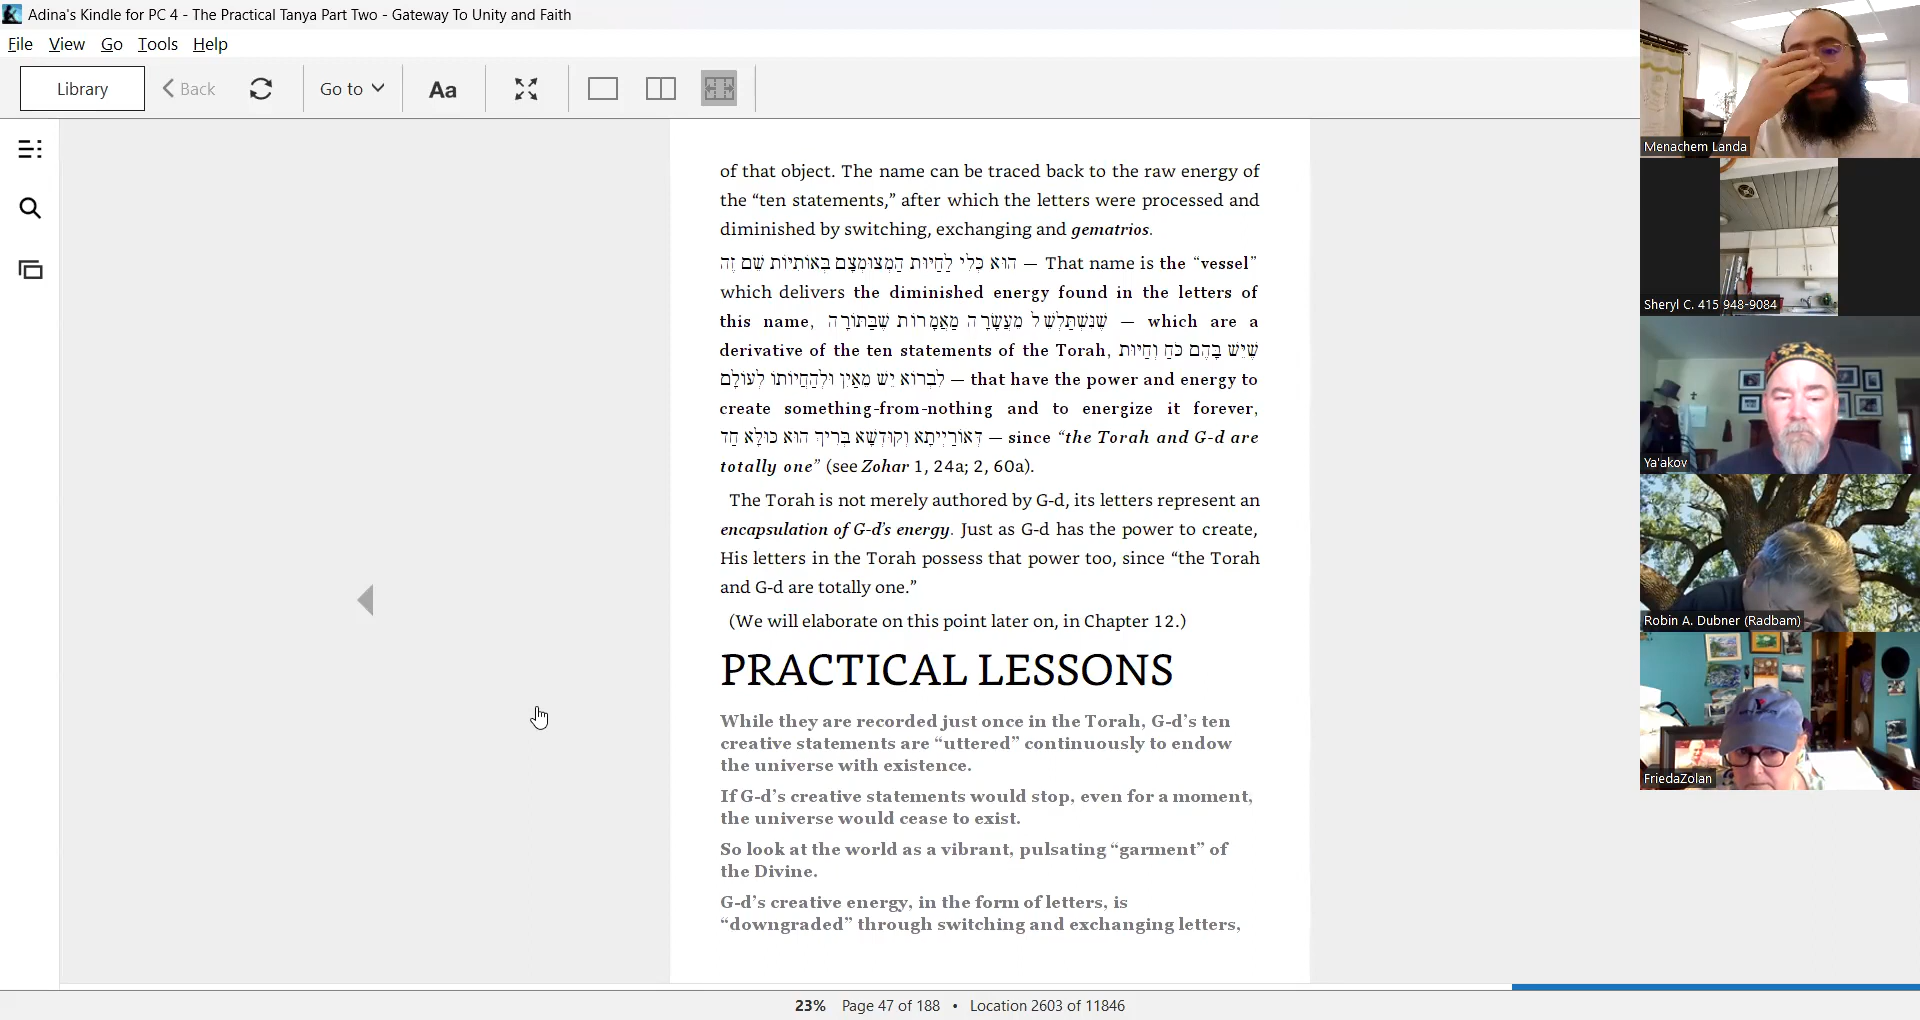 Adina's Kindle for PC 4 - The Practical Tanya Part Two - Gateway To Unity and Faith
File View Go Tools Help
Library Back Go to Aa
of that object. The name can be traced back to the raw energy of
the “ten statements,” after which the letters were processed and
diminished by switching, exchanging and gematrios.
הוּא כְּלִי לַחַיּוּת הַמְצוּמְצָם בְּאוֹתִיּוֹת שֵׁם זֶה — That name is the “vessel”
which delivers the diminished energy found in the letters of
this name, שֶׁנִּשְׁתַּלְשֵׁל מֵעֲשָׂרָה מַאֲמָרוֹת שֶׁבַּתּוֹרָה — which are a
derivative of the ten statements of the Torah, שֶׁיֵּשׁ בָּהֶם כֹּחַ וְחַיּוּת
לִבְרוֹא יֵשׁ מֵאַיִן וּלְהַחֲיוֹתוֹ לְעוֹלָם — that have the power and energy to
create something-from-nothing and to energize it forever,
דְּאוֹרַיְיתָא וְקוּדְשָׁא בְּרִיךְ הוּא כּוּלָּא חַד — since “the Torah and G-d are
totally one” (see Zohar 1, 24a; 2, 60a).
The Torah is not merely authored by G-d, its letters represent an
encapsulation of G-d’s energy. Just as G-d has the power to create,
His letters in the Torah possess that power too, since “the Torah
and G-d are totally one.”
(We will elaborate on this point later on, in Chapter 12.)
PRACTICAL LESSONS
While they are recorded just once in the Torah, G-d’s ten
creative statements are “uttered” continuously to endow
the universe with existence.
If G-d’s creative statements would stop, even for a moment,
the universe would cease to exist.
So look at the world as a vibrant, pulsating “garment” of
the Divine.
G-d’s creative energy, in the form of letters, is
“downgraded” through switching and exchanging letters,
23% Page 47 of 188 • Location 2603 of 11846
Menachem Landa
Sheryl C. 415 948-9084
Ya'akov
Robin A. Dubner (Radbam)
FriedaZolan